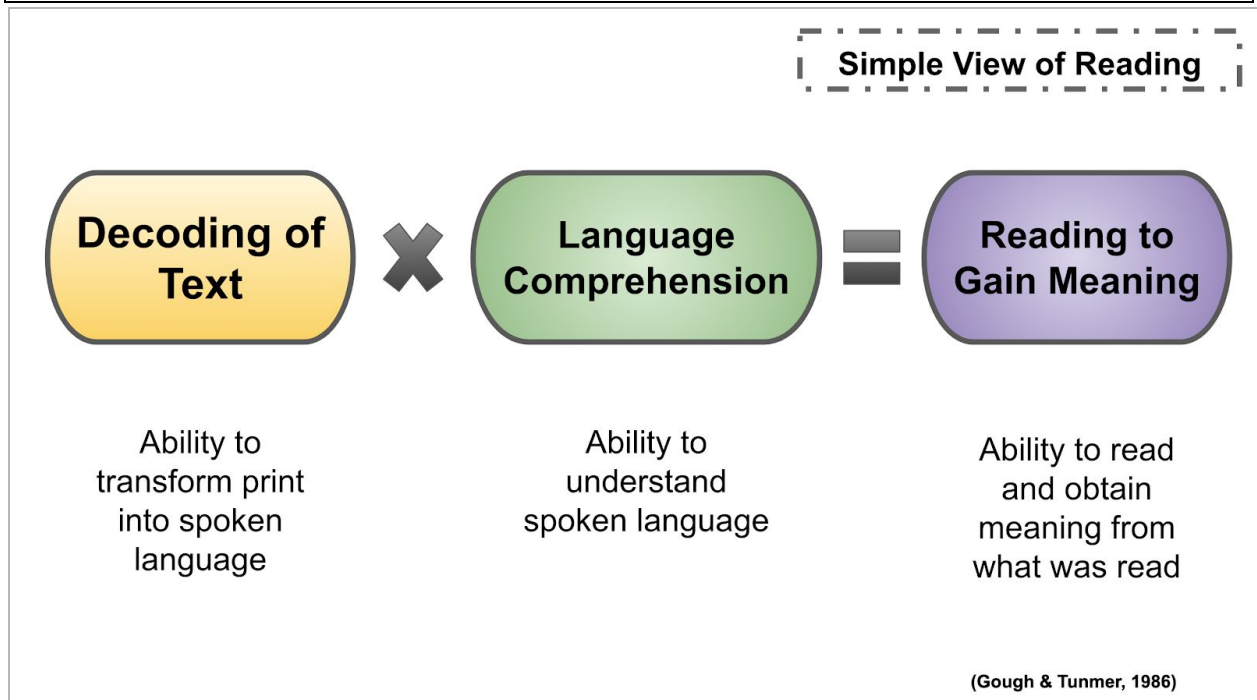 Simple View of Reading
Decoding of
Text
Language
Comprehension
Reading to
Gain Meaning
Ability to
transform print
into spoken
language
Ability to
understand
spoken language
Ability to read
and obtain
meaning from
what was read
(Gough & Tunmer, 1986)